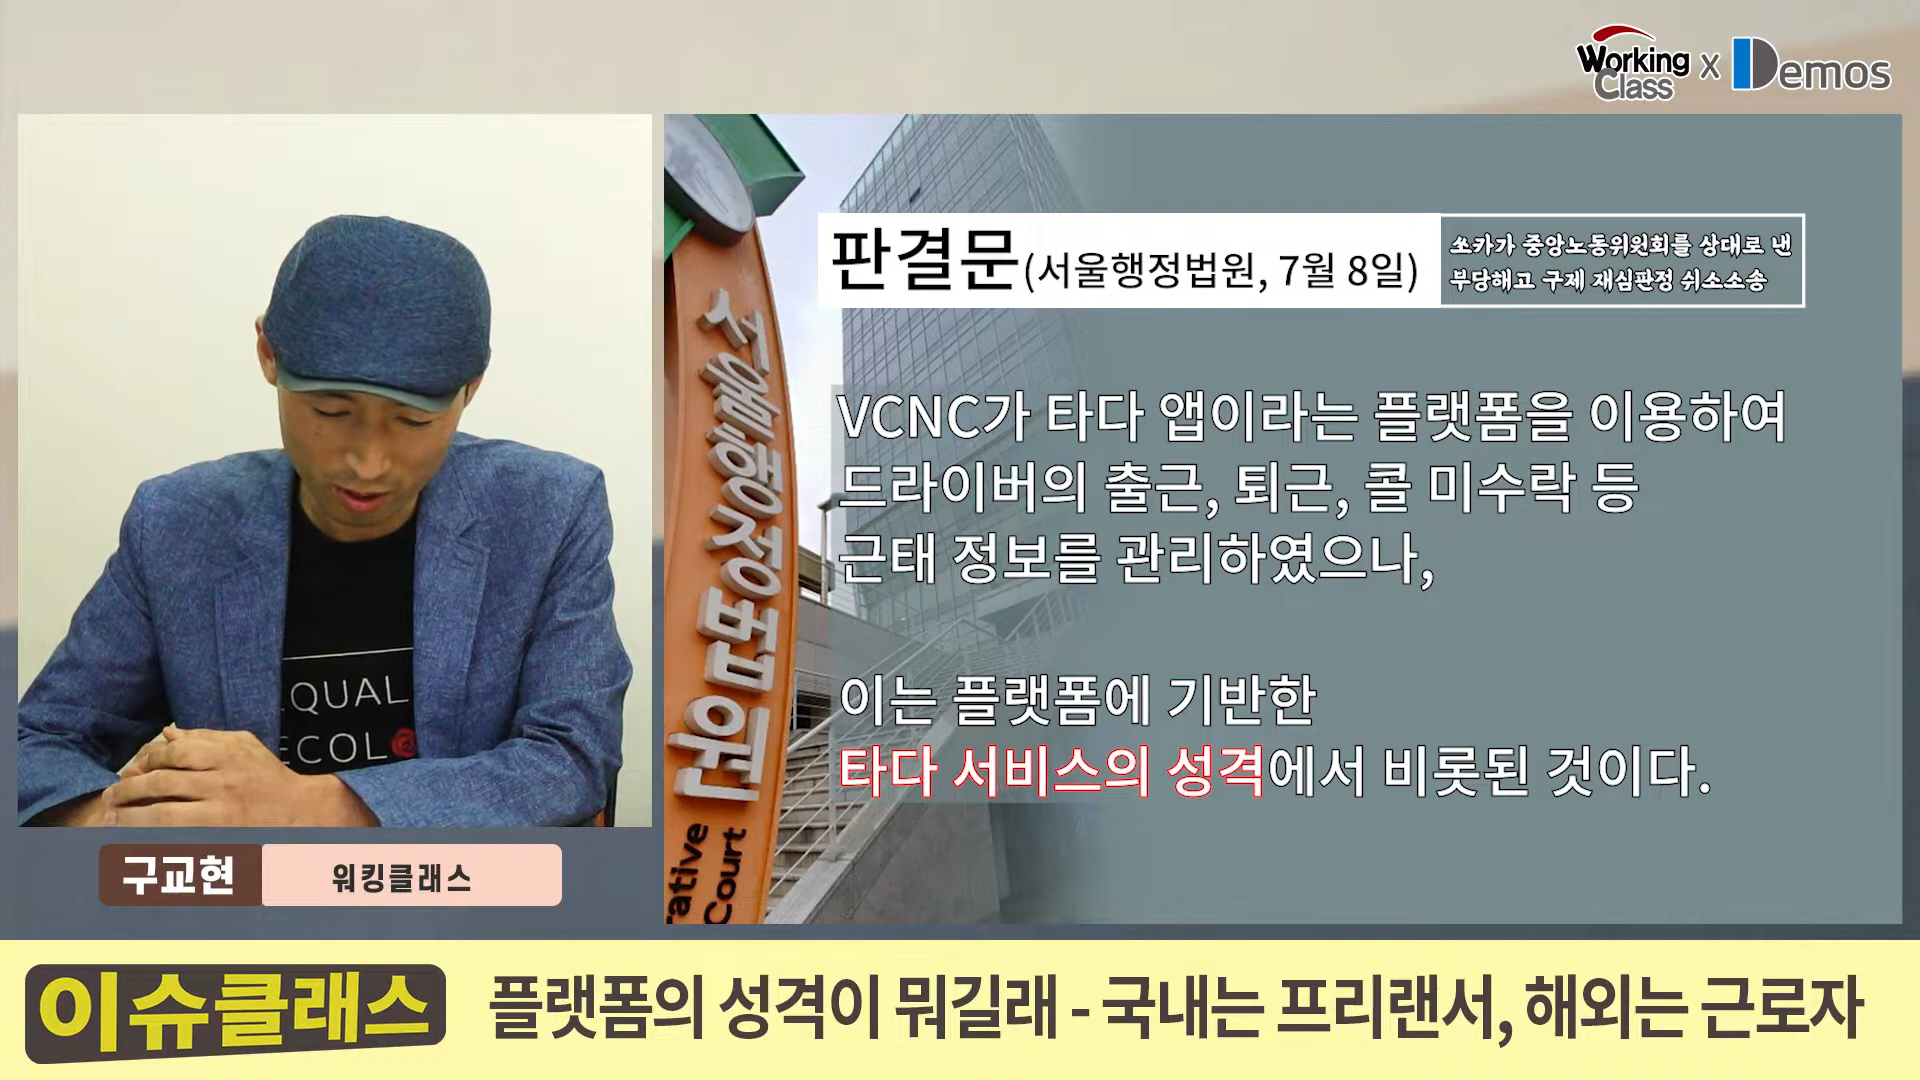 Working
Class
X
Demos
판결문(서울행정법원, 7월 8일)
쏘카가 중앙노동위원회를 상대로 낸
부당해고 구제 재심판정 취소소송
VCNC가 타다 앱이라는 플랫폼을 이용하여
드라이버의 출근, 퇴근, 콜 미수락 등
근태 정보를 관리하였으나,
이는 플랫폼에 기반한
타다 서비스의 성격에서 비롯된 것이다.
서울행정법원
rative
Court
EQUAL
ECOL
구교현
워킹클래스
이슈클래스
플랫폼의 성격이 뭐길래 - 국내는 프리랜서, 해외는 근로자